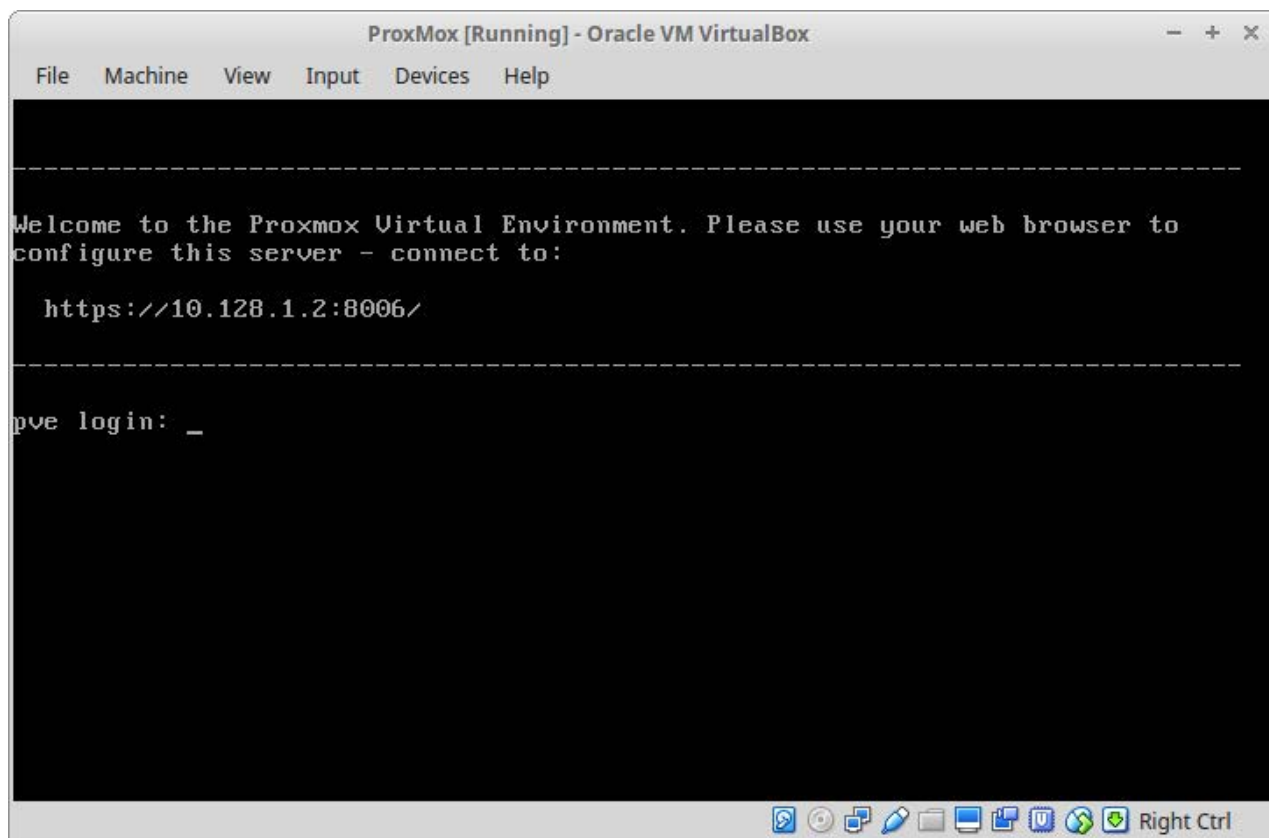 ProxMox [Running] - Oracle VM VirtualBox
File Machine View Input Devices Help
--------------------------------------------------------------------------------
Welcome to the Proxmox Virtual Environment. Please use your web browser to
configure this server - connect to:
https://10.128.1.2:8006/
--------------------------------------------------------------------------------
pve login: _
Right Ctrl